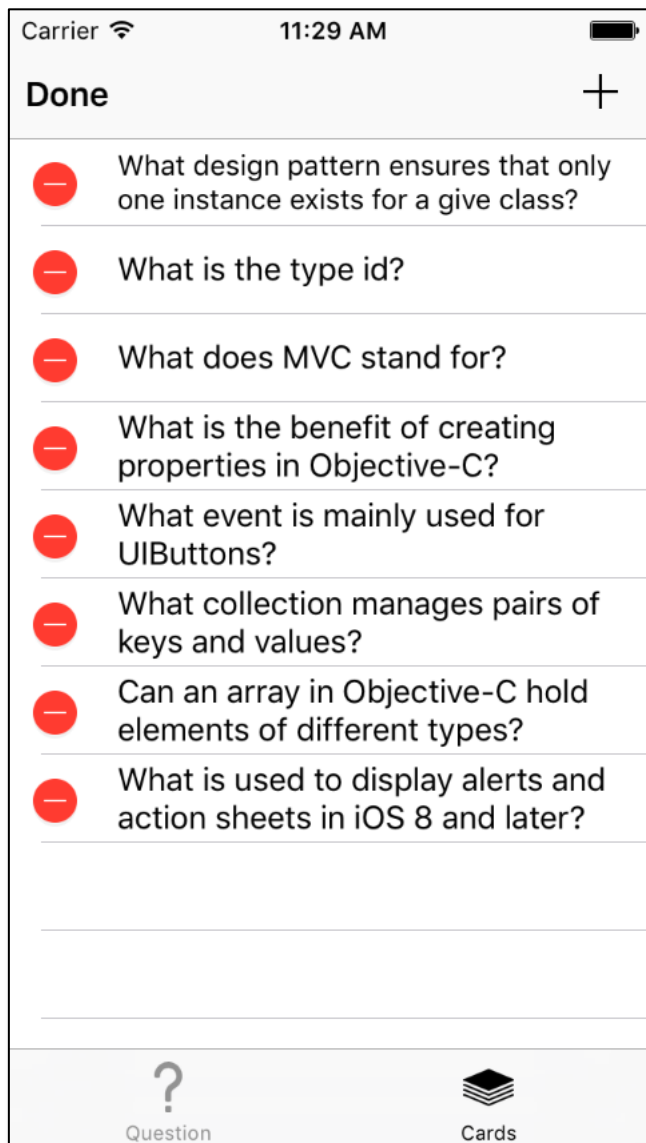 Carrier 11:29 AM
Done +
What design pattern ensures that only
one instance exists for a give class?
What is the type id?
What does MVC stand for?
What is the benefit of creating
properties in Objective-C?
What event is mainly used for
UIButtons?
What collection manages pairs of
keys and values?
Can an array in Objective-C hold
elements of different types?
What is used to display alerts and
action sheets in iOS 8 and later?
?
Question Cards